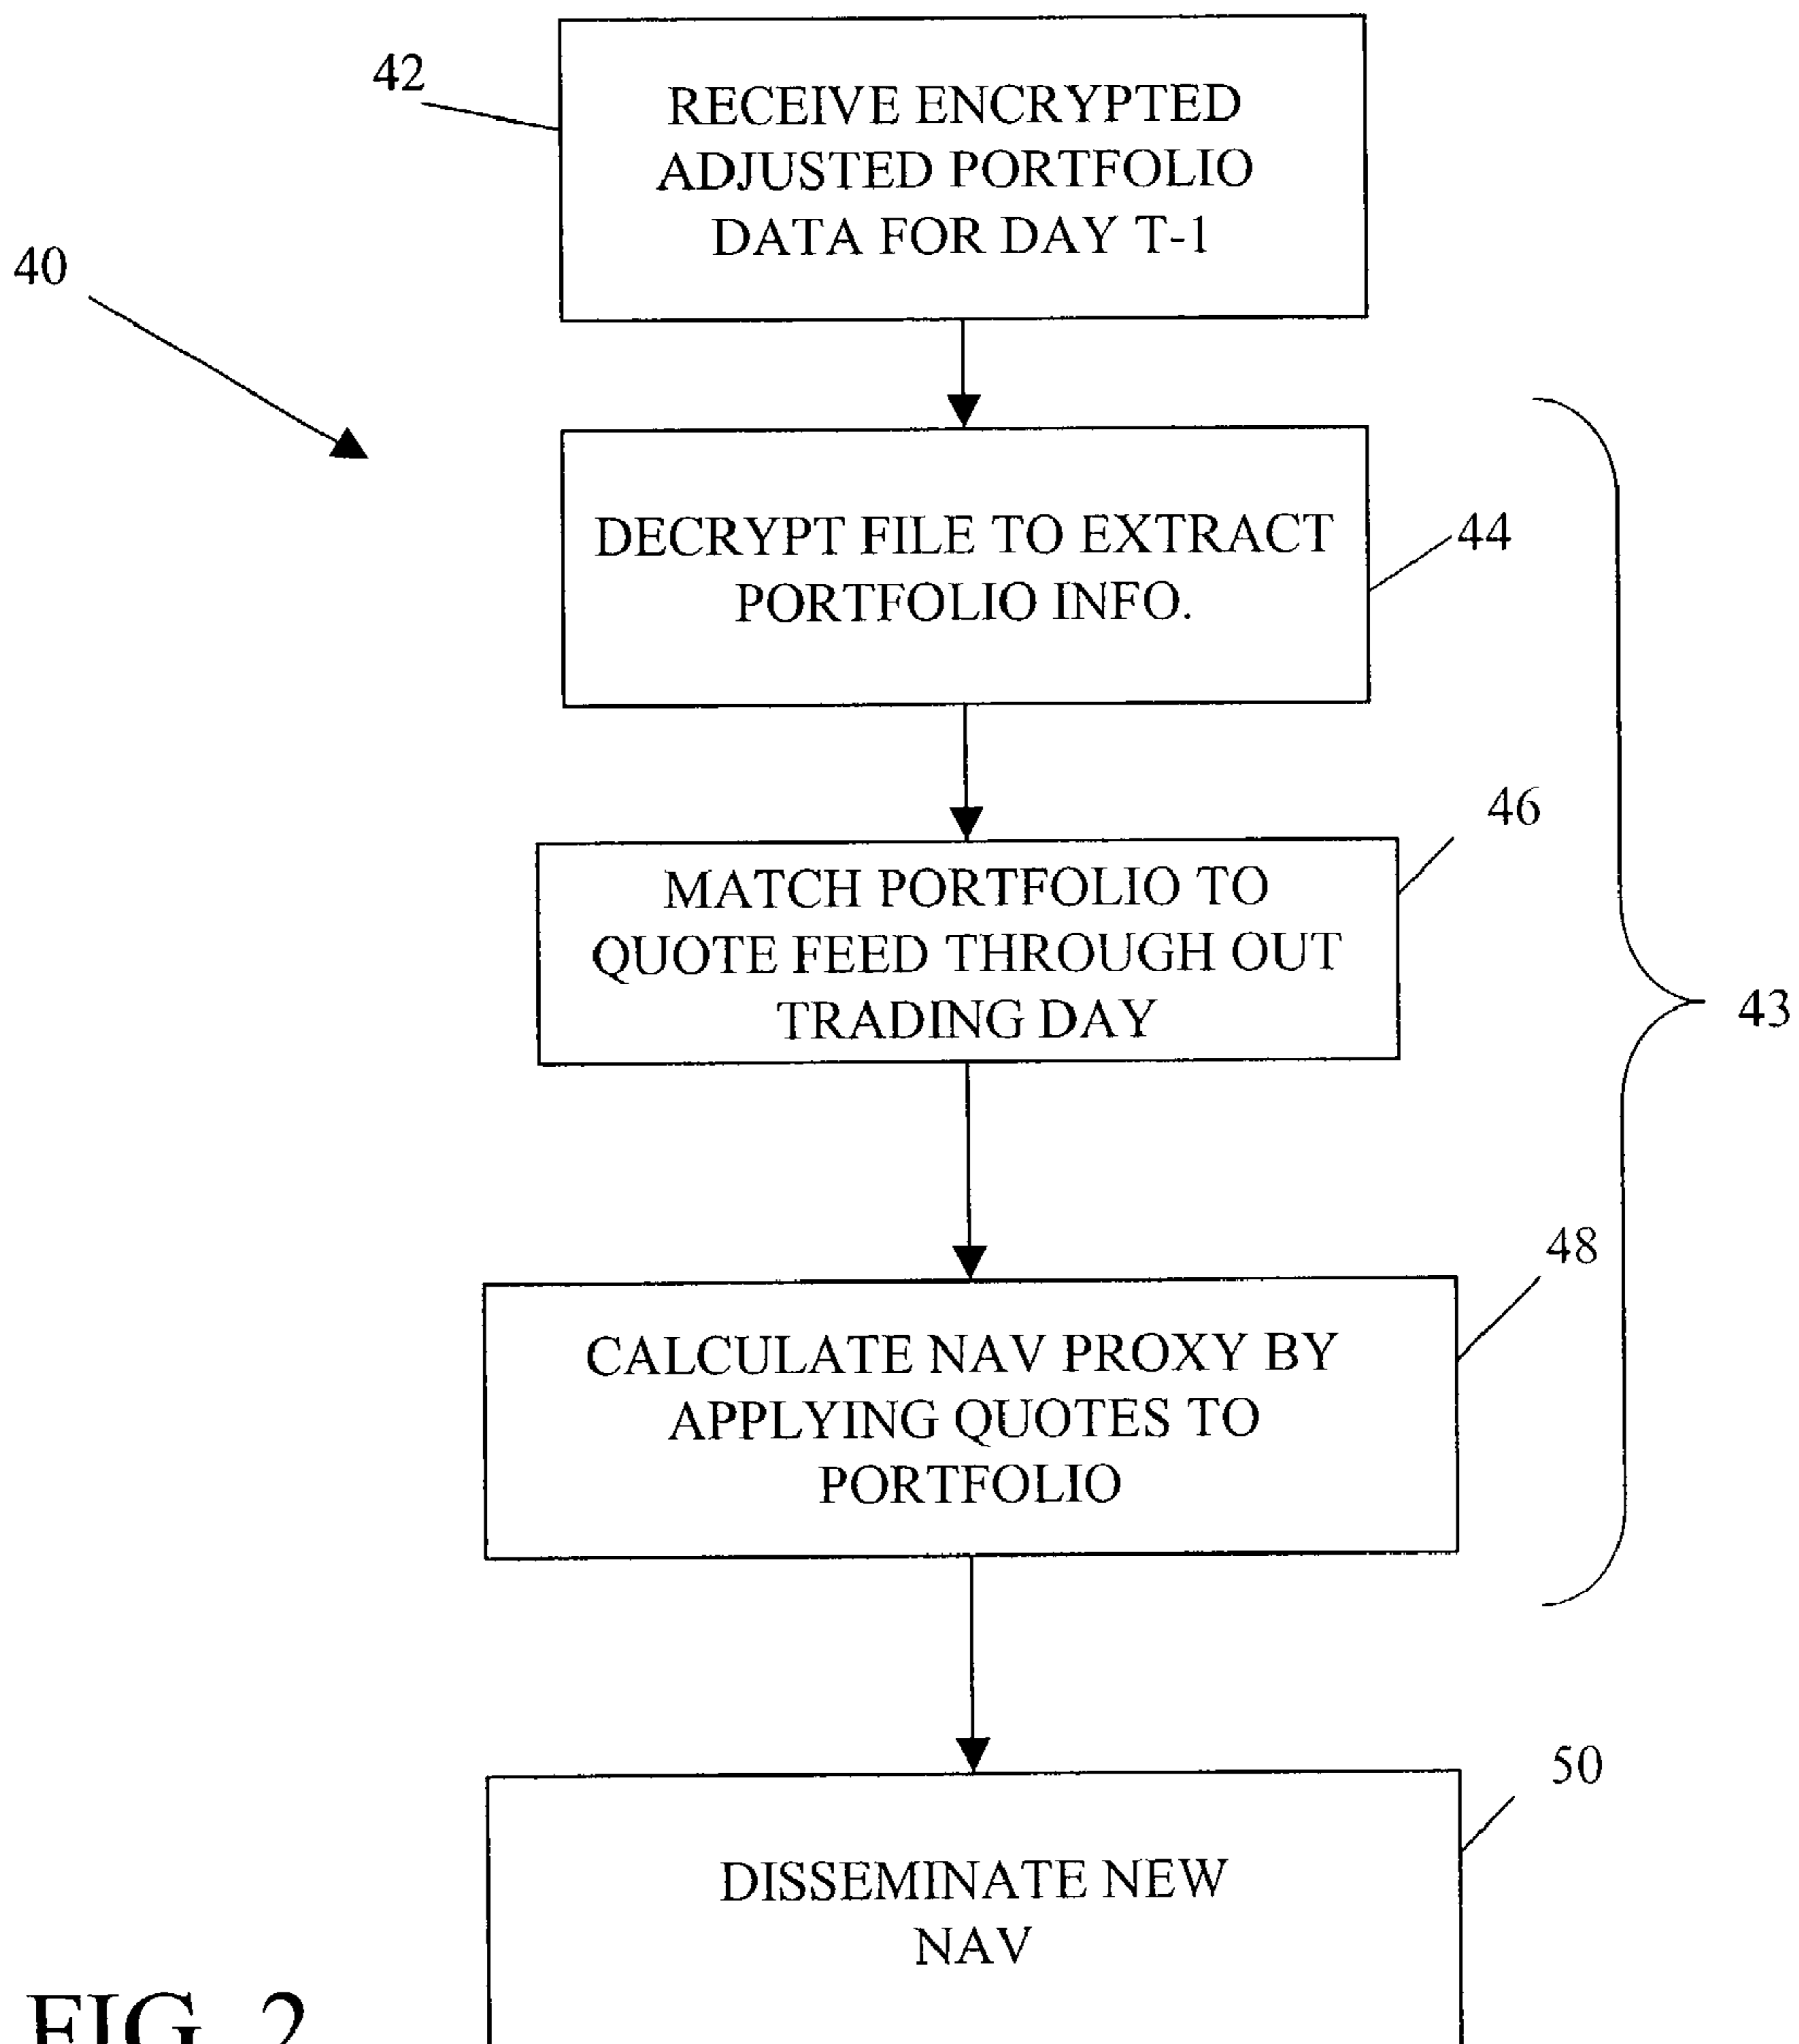 42
RECEIVE ENCRYPTED
ADJUSTED PORTFOLIO
DATA FOR DAY T-1
40
DECRYPT FILE TO EXTRACT
PORTFOLIO INFO.
44
46
MATCH PORTFOLIO TO
QUOTE FEED THROUGH OUT
TRADING DAY
43
48
CALCULATE NAV PROXY BY
APPLYING QUOTES TO
PORTFOLIO
50
DISSEMINATE NEW
NAV
FIG. 2